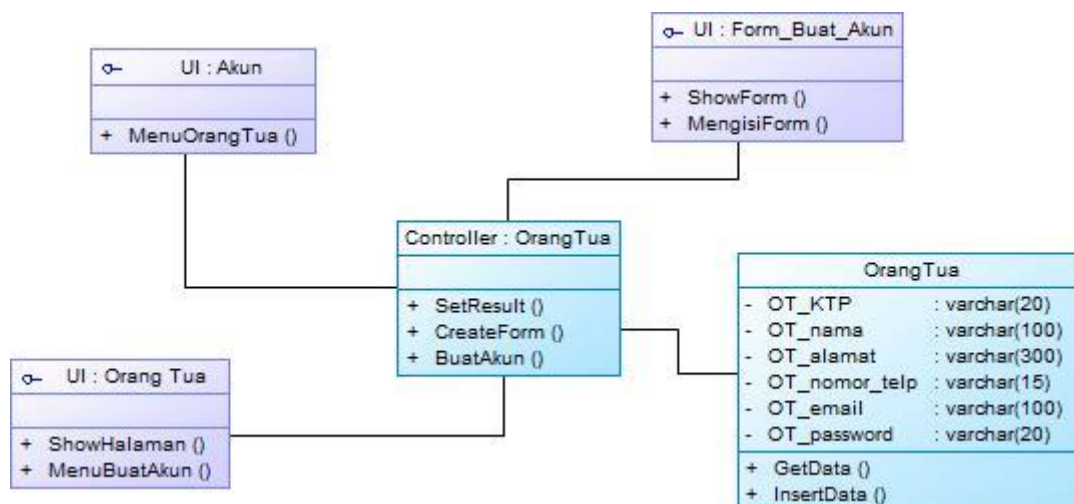 UI : Form_Buat_Akun
+ ShowForm ()
+ MengisiForm ()
UI : Akun
+ MenuOrangTua ()
Controller : OrangTua
+ SetResult ()
+ CreateForm ()
+ BuatAkun ()
OrangTua
- OT_KTP : varchar(20)
- OT_nama : varchar(100)
- OT_alamat : varchar(300)
- OT_nomor_telp : varchar(15)
- OT_email : varchar(100)
- OT_password : varchar(20)
+ GetData ()
+ InsertData ()
UI : Orang Tua
+ ShowHalaman ()
+ MenuBuatAkun ()